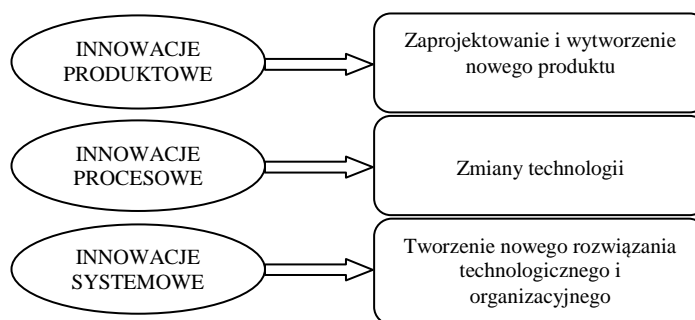 INNOWACJE
PRODUKTOWE
Zaprojektowanie i wytworzenie
nowego produktu
INNOWACJE
PROCESOWE
Zmiany technologii
INNOWACJE
SYSTEMOWE
Tworzenie nowego rozwiązania
technologicznego i
organizacyjnego